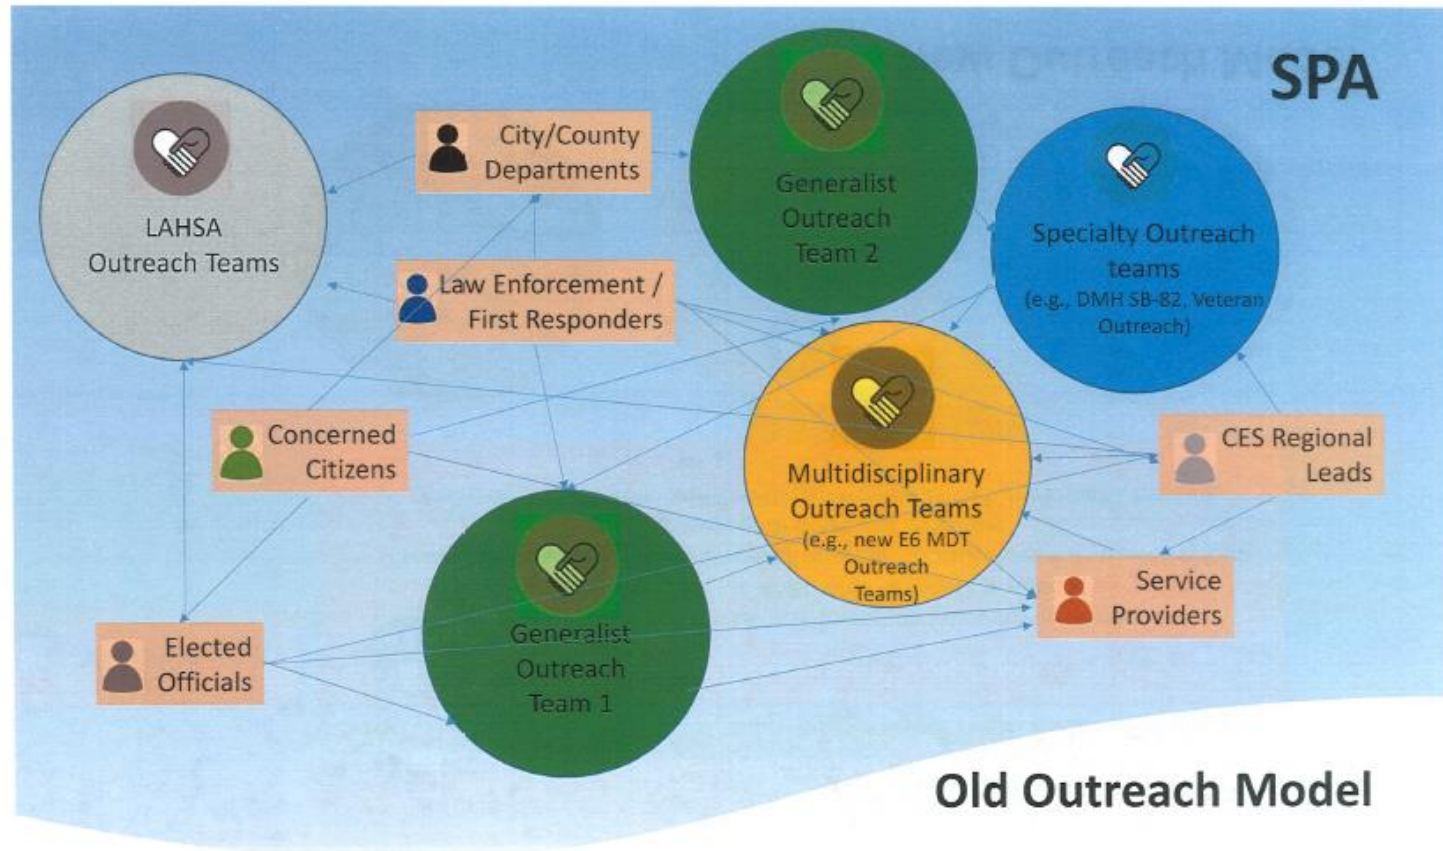 SPA
LAHSA
Outreach Teams
City/County
Departments
Generalist
Outreach
Team 2
Specialty Outreach
teams
(e.g., DMH SB-82, Veteran
Outreach)
Law Enforcement /
First Responders
Concerned
Citizens
Multidisciplinary
Outreach Teams
(e.g., new E6 MDT
Outreach
Teams)
CES Regional
Leads
Service
Providers
Elected
Officials
Generalist
Outreach
Team 1
Old Outreach Model